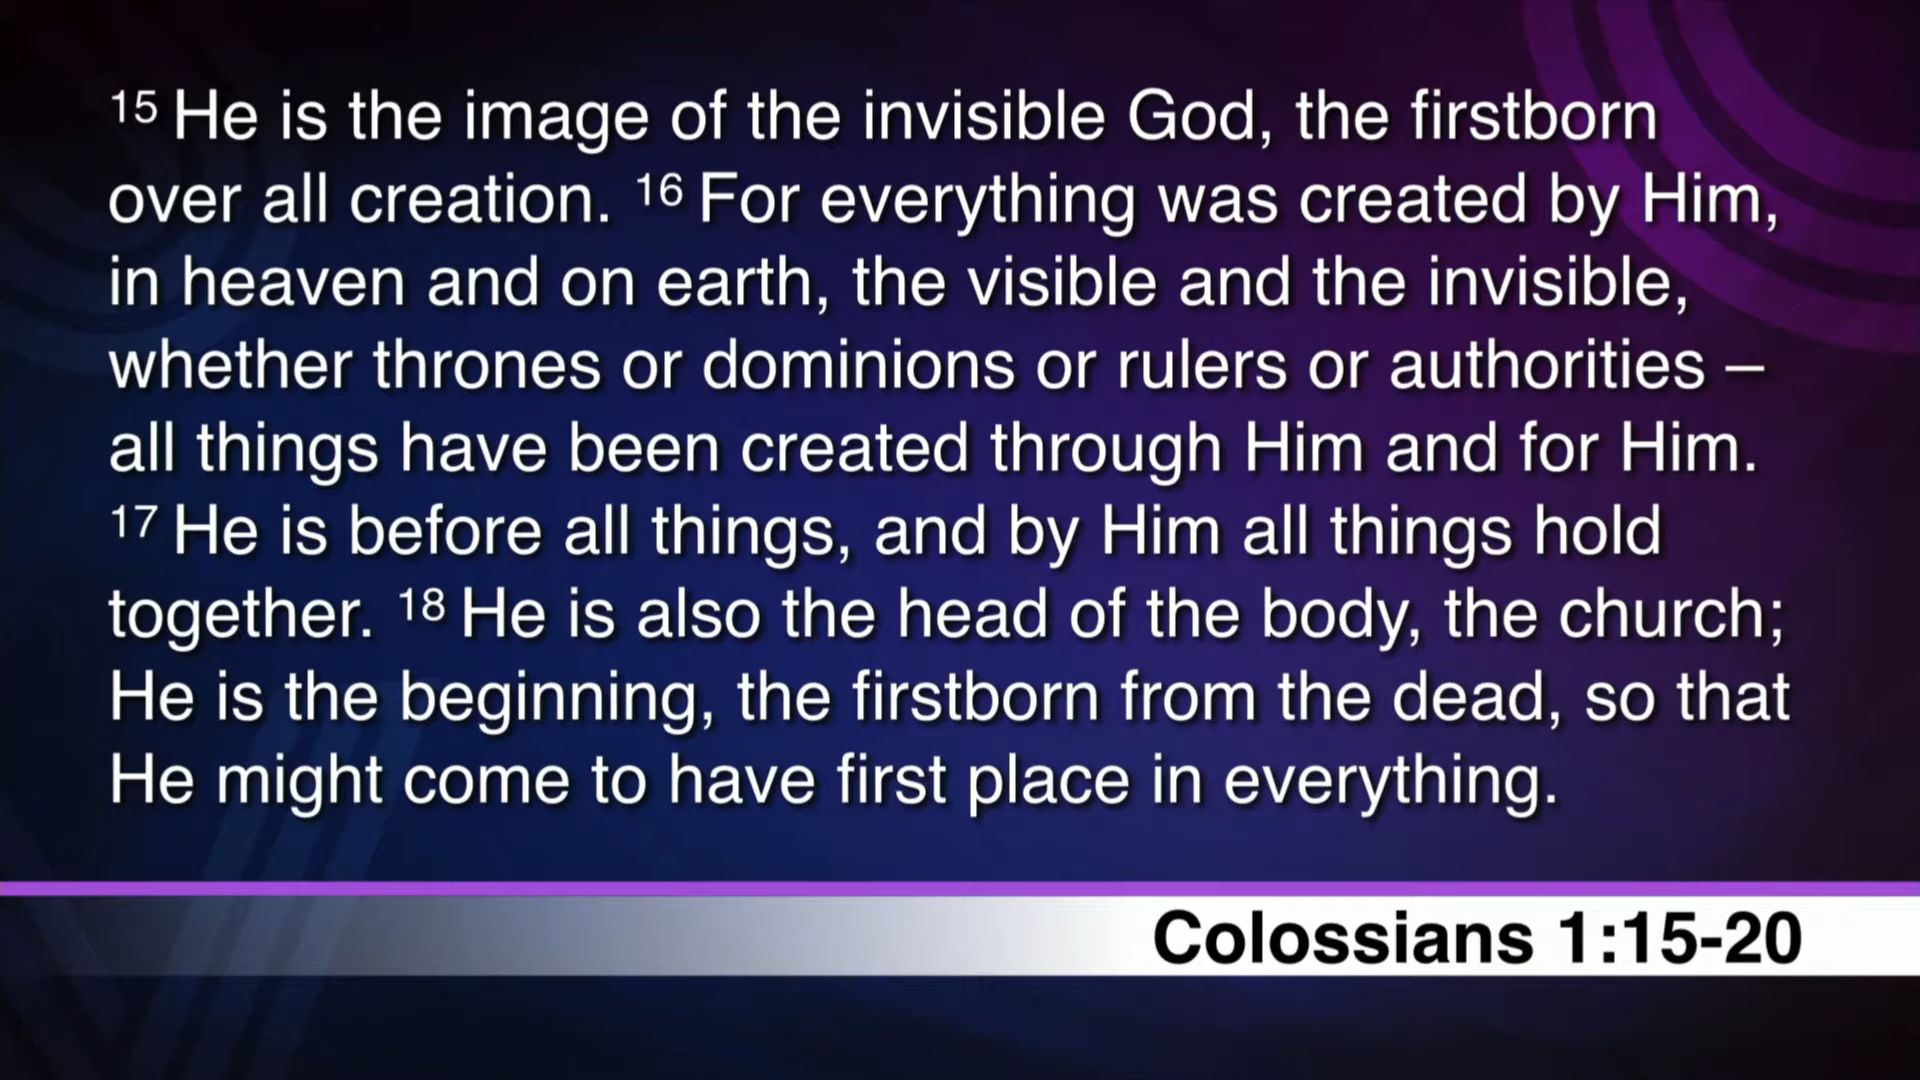 15 He is the image of the invisible God, the firstborn
over all creation. 16 For everything was created by Him,
in heaven and on earth, the visible and the invisible,
whether thrones or dominions or rulers or authorities –
all things have been created through Him and for Him.
17 He is before all things, and by Him all things hold
together. 18 He is also the head of the body, the church;
He is the beginning, the firstborn from the dead, so that
He might come to have first place in everything.
Colossians 1:15-20